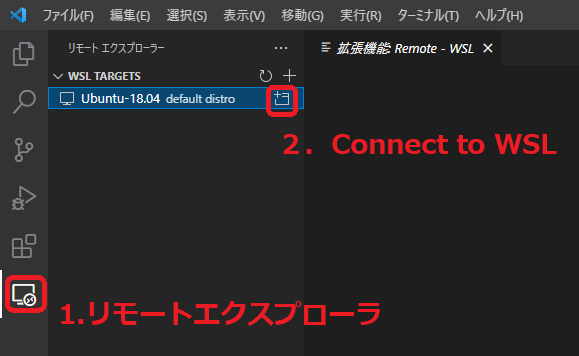 ファイル(F) 編集(E) 選択(S) 表示(V) 移動(G) 実行(R) ターミナル(T) ヘルプ(H)
リモート エクスプローラー ···
拡張機能: Remote - WSL
WSL TARGETS
Ubuntu-18.04 default distro
２．Connect to WSL
1.リモートエクスプローラ